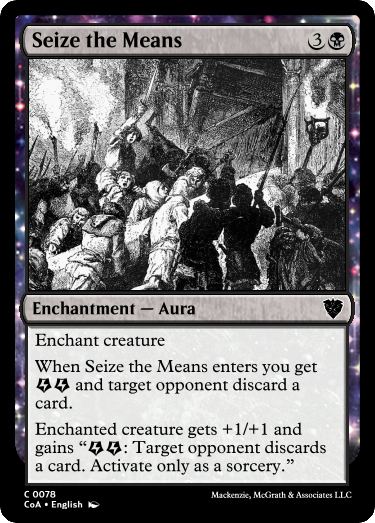 Seize the Means 3
Enchantment — Aura
Enchant creature
When Seize the Means enters you get
and target opponent discard a
card.
Enchanted creature gets +1/+1 and
gains “: Target opponent discards
a card. Activate only as a sorcery.”
C 0078
CoA • English
Mackenzie, McGrath & Associates LLC